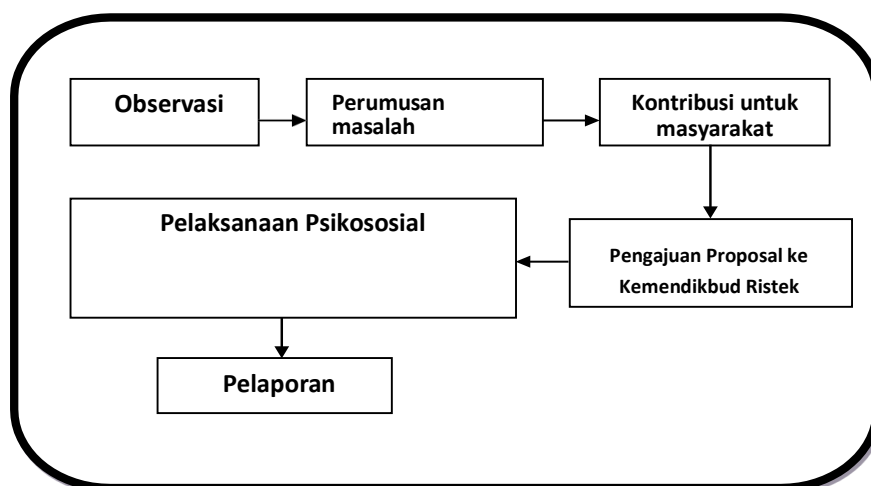 Observasi
Perumusan
masalah
Kontribusi untuk
masyarakat
Pengajuan Proposal ke
Kemendikbud Ristek
Pelaksanaan Psikososial
Pelaporan